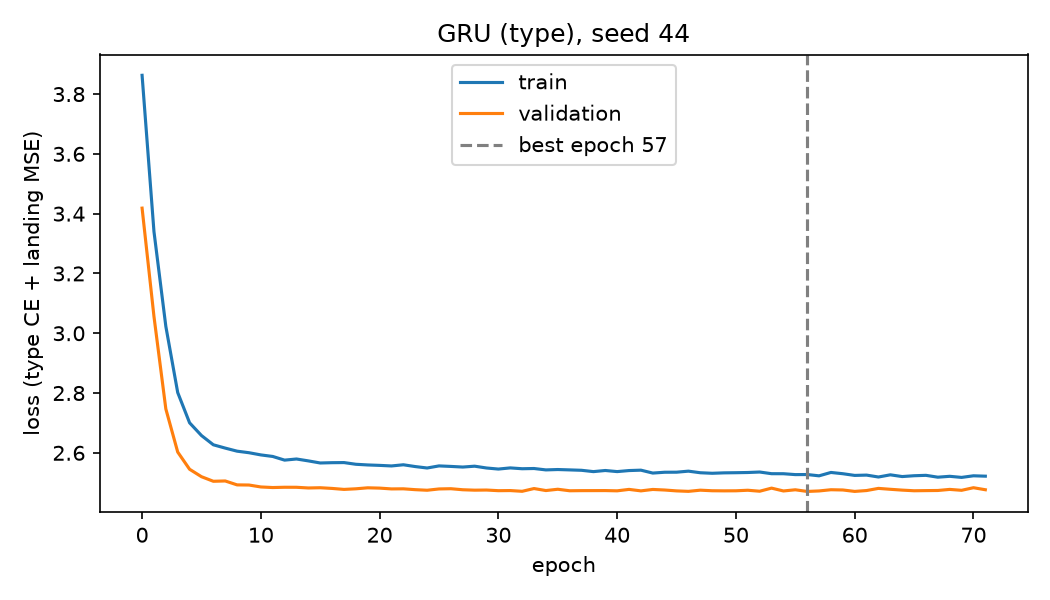 GRU (type), seed 44
train
validation
best epoch 57
loss (type CE + landing MSE)
3.8
3.6
3.4
3.2
3.0
2.8
2.6
0 10 20 30 40 50 60 70
epoch